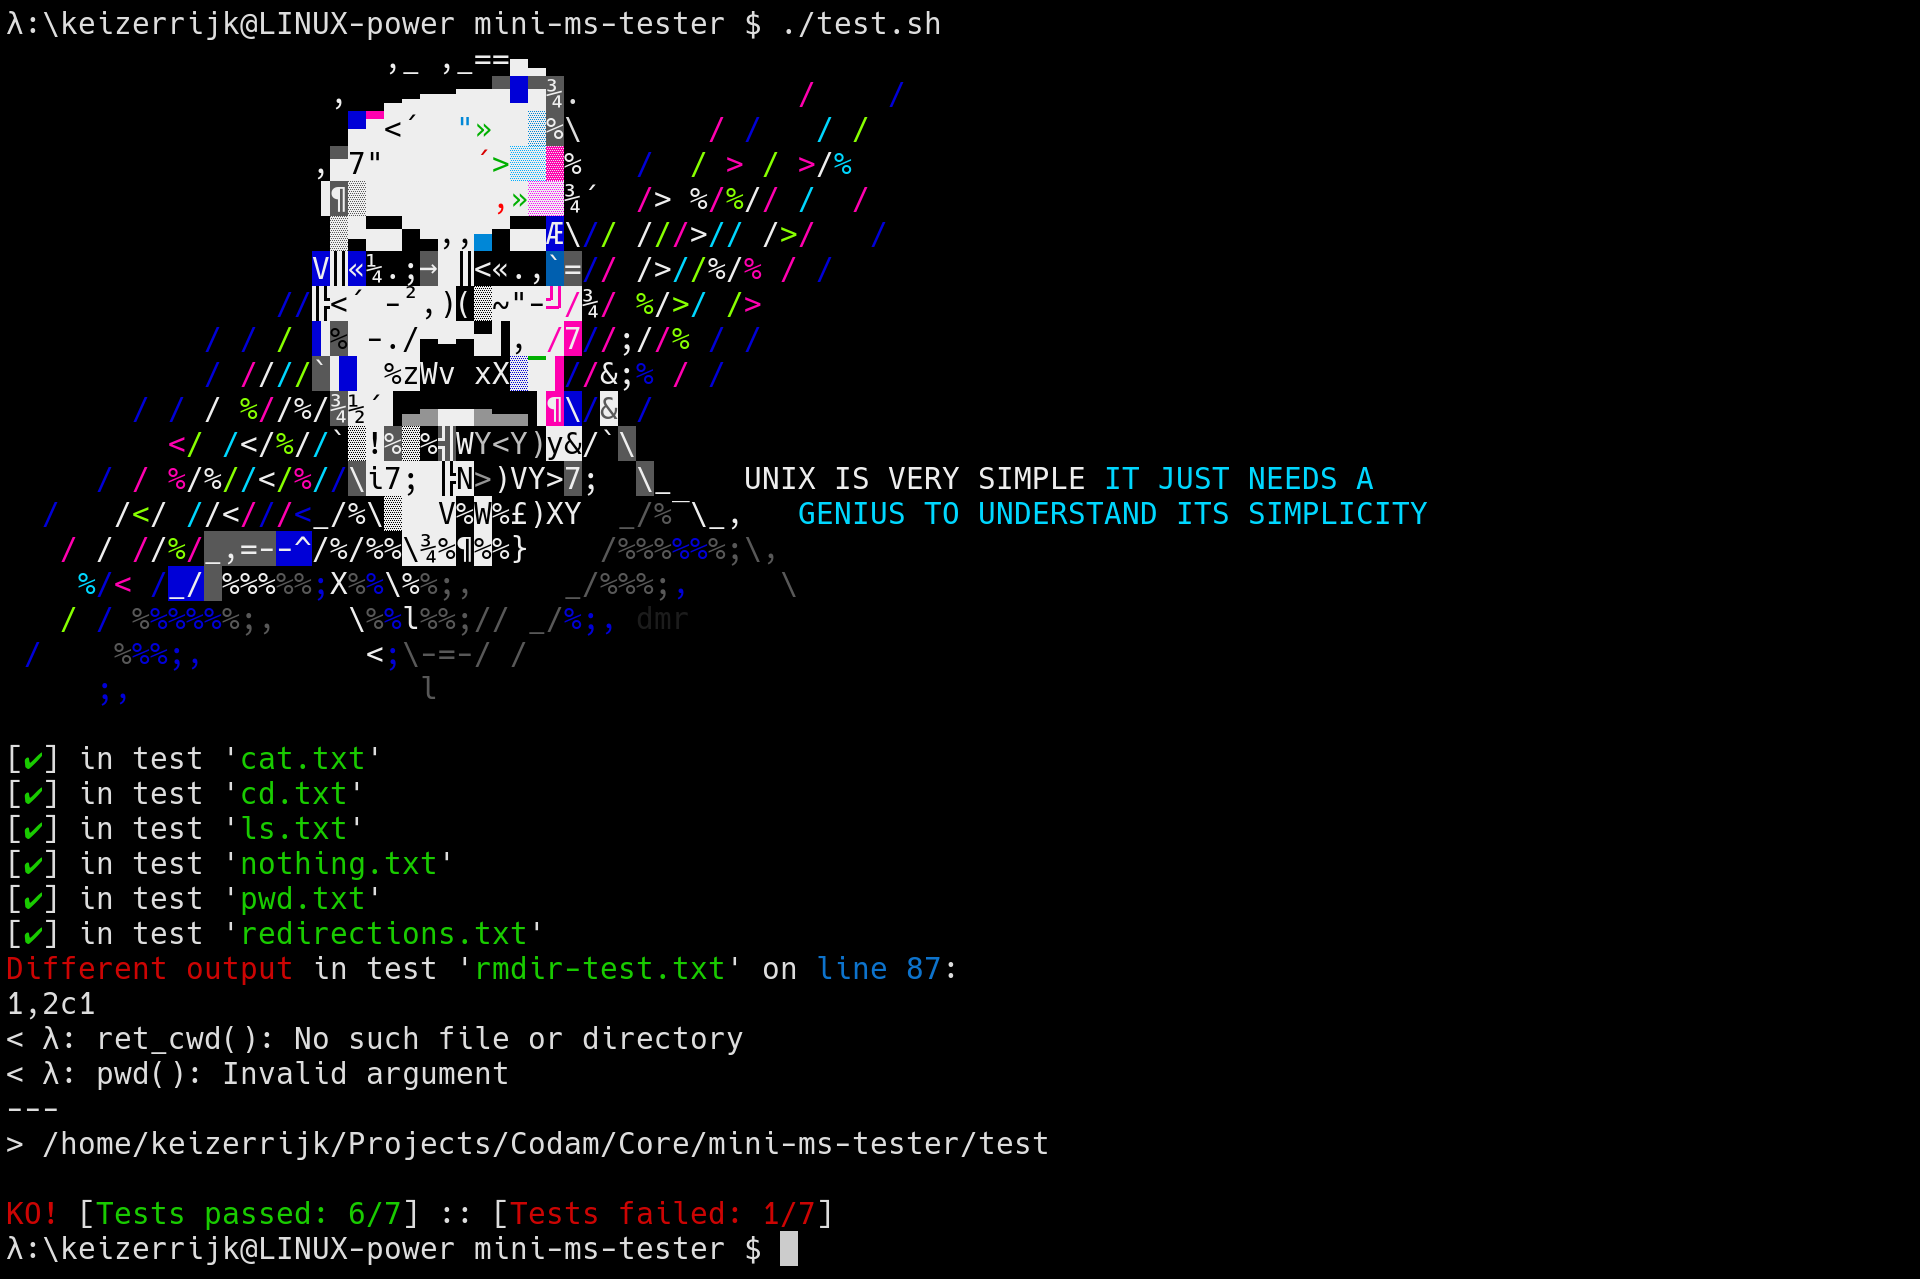 λ:\keizerrijk@LINUX-power mini-ms-tester $ ./test.sh
UNIX IS VERY SIMPLE IT JUST NEEDS A
GENIUS TO UNDERSTAND ITS SIMPLICITY
dmr
[✔] in test 'cat.txt'
[✔] in test 'cd.txt'
[✔] in test 'ls.txt'
[✔] in test 'nothing.txt'
[✔] in test 'pwd.txt'
[✔] in test 'redirections.txt'
Different output in test 'rmdir-test.txt' on line 87:
1,2c1
< λ: ret_cwd(): No such file or directory
< λ: pwd(): Invalid argument
---
> /home/keizerrijk/Projects/Codam/Core/mini-ms-tester/test
KO! [Tests passed: 6/7] :: [Tests failed: 1/7]
λ:\keizerrijk@LINUX-power mini-ms-tester $